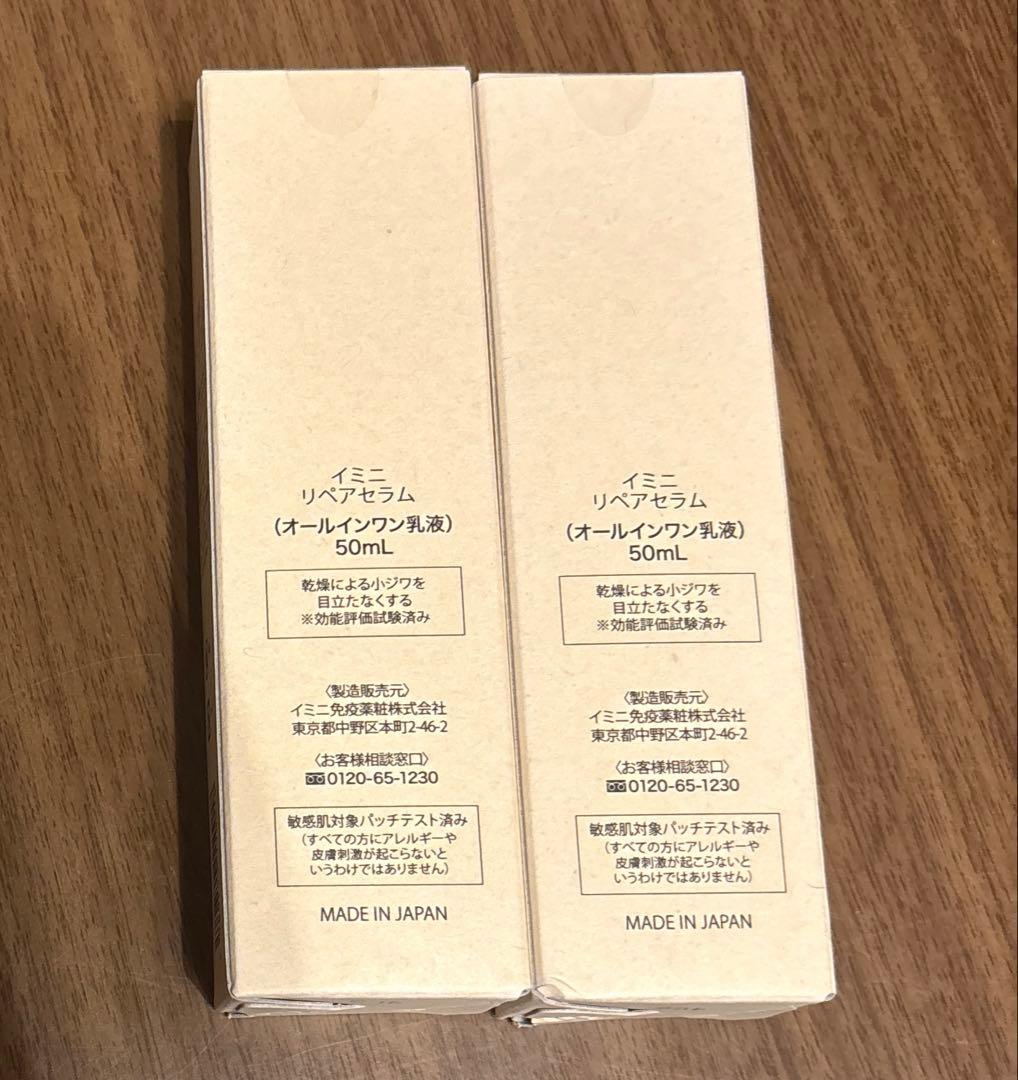 イミニ
リペアセラム
(オールインワン乳液)
50mL
乾燥による小ジワを
目立たなくする
※効能評価試験済み
〈製造販売元〉
イミニ免疫薬粧株式会社
東京都中野区本町2-46-2
〈お客様相談窓口〉
0120-65-1230
敏感肌対象パッチテスト済み
(すべての方にアレルギーや
皮膚刺激が起こらないと
いうわけではありません)
MADE IN JAPAN
イミニ
リペアセラム
(オールインワン乳液)
50mL
乾燥による小ジワを
目立たなくする
※効能評価試験済み
〈製造販売元〉
イミニ免疫薬粧株式会社
東京都中野区本町2-46-2
〈お客様相談窓口〉
0120-65-1230
敏感肌対象パッチテスト済み
(すべての方にアレルギーや
皮膚刺激が起こらないと
いうわけではありません)
MADE IN JAPAN